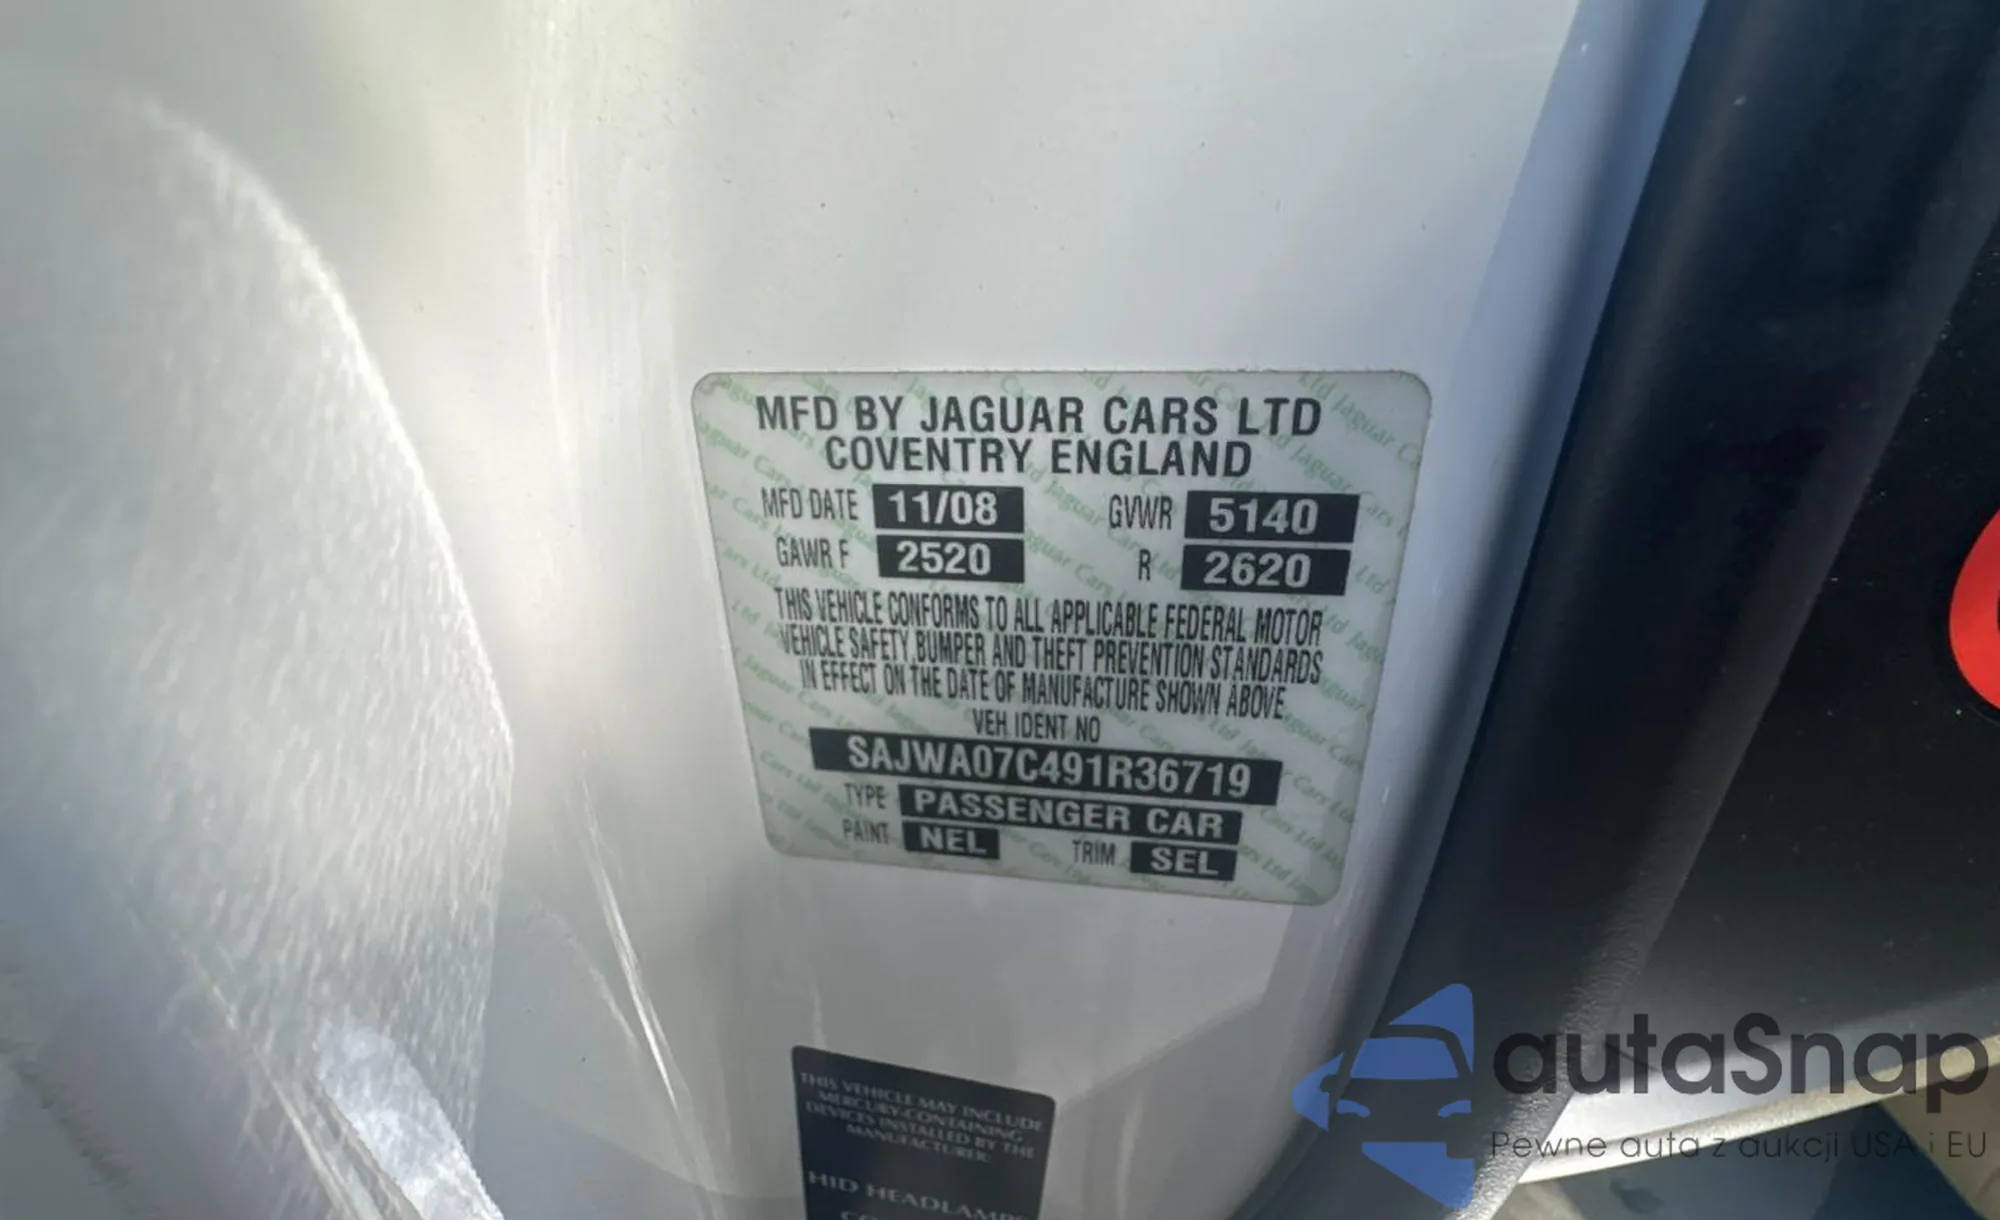 MFD BY JAGUAR CARS LTD
COVENTRY ENGLAND
MFD DATE 11/08 GVWR 5140
GAWR F 2520 R 2620
THIS VEHICLE CONFORMS TO ALL APPLICABLE FEDERAL MOTOR
VEHICLE SAFETY, BUMPER AND THEFT PREVENTION STANDARDS
IN EFFECT ON THE DATE OF MANUFACTURE SHOWN ABOVE
VEH IDENT NO
SAJWA07C491R36719
TYPE PASSENGER CAR
PAINT NEL TRIM SEL
THIS VEHICLE MAY INCLUDE
MERCURY-CONTAINING
DEVICES INSTALLED BY THE
MANUFACTURER:
HID HEADLAMPS
autaSnap
Pewne auta z aukcji USA i EU